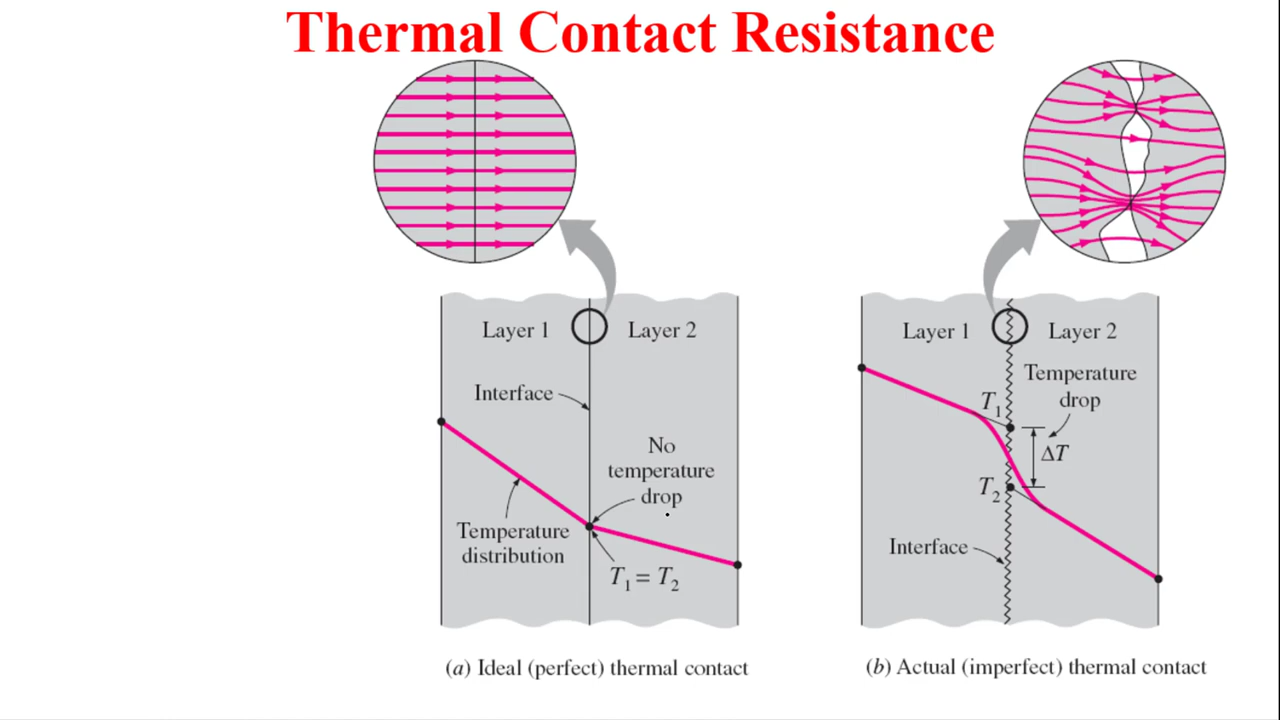 Thermal Contact Resistance
Layer 1
Layer 2
Interface
No
temperature
drop
Temperature
distribution
T₁ = T₂
(a) Ideal (perfect) thermal contact
Layer 1
Layer 2
Temperature
drop
T₁
ΔT
T₂
Interface
(b) Actual (imperfect) thermal contact